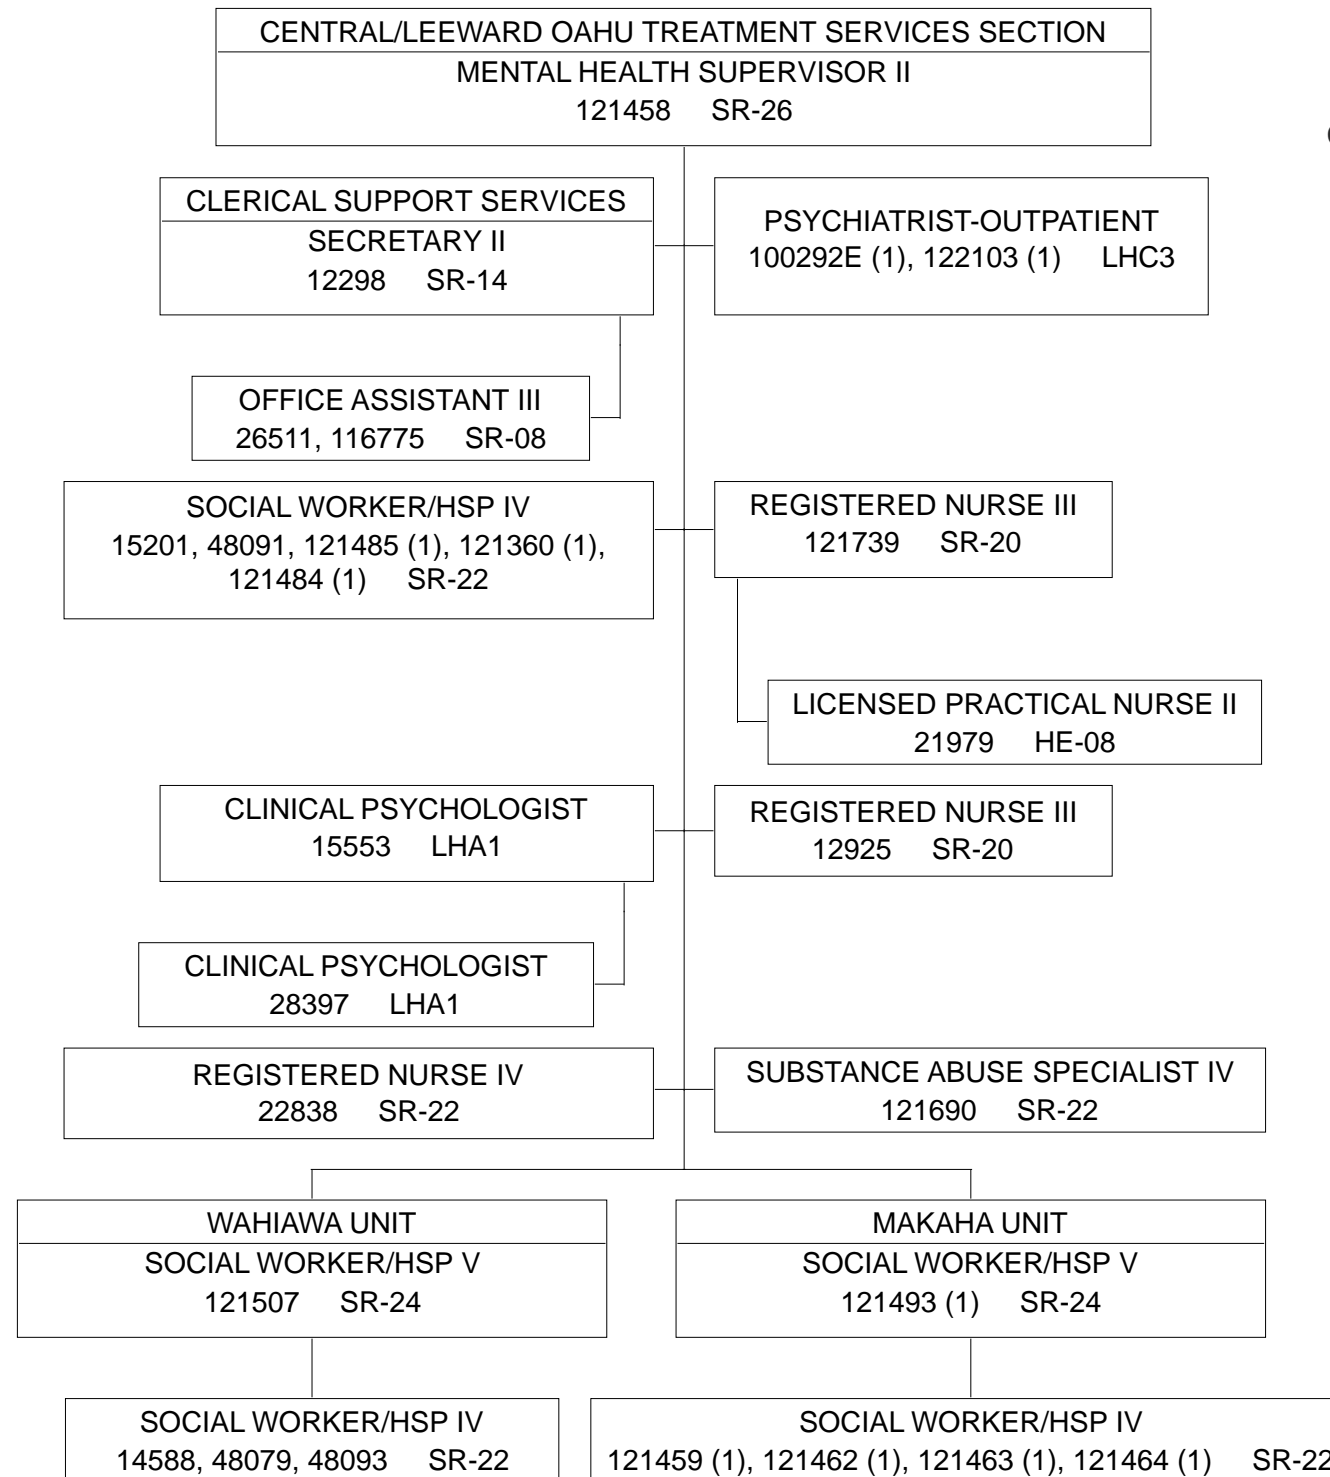 CENTRAL/LEEWARD OAHU TREATMENT SERVICES SECTION
MENTAL HEALTH SUPERVISOR II
121458 SR-26
CLERICAL SUPPORT SERVICES
SECRETARY II
12298 SR-14
PSYCHIATRIST-OUTPATIENT
100292E (1), 122103 (1) LHC3
OFFICE ASSISTANT III
26511, 116775 SR-08
SOCIAL WORKER/HSP IV
15201, 48091, 121485 (1), 121360 (1),
121484 (1) SR-22
REGISTERED NURSE III
121739 SR-20
LICENSED PRACTICAL NURSE II
21979 HE-08
CLINICAL PSYCHOLOGIST
15553 LHA1
REGISTERED NURSE III
12925 SR-20
CLINICAL PSYCHOLOGIST
28397 LHA1
REGISTERED NURSE IV
22838 SR-22
SUBSTANCE ABUSE SPECIALIST IV
121690 SR-22
WAHIAWA UNIT
SOCIAL WORKER/HSP V
121507 SR-24
MAKAHA UNIT
SOCIAL WORKER/HSP V
121493 (1) SR-24
SOCIAL WORKER/HSP IV
14588, 48079, 48093 SR-22
SOCIAL WORKER/HSP IV
121459 (1), 121462 (1), 121463 (1), 121464 (1) SR-22